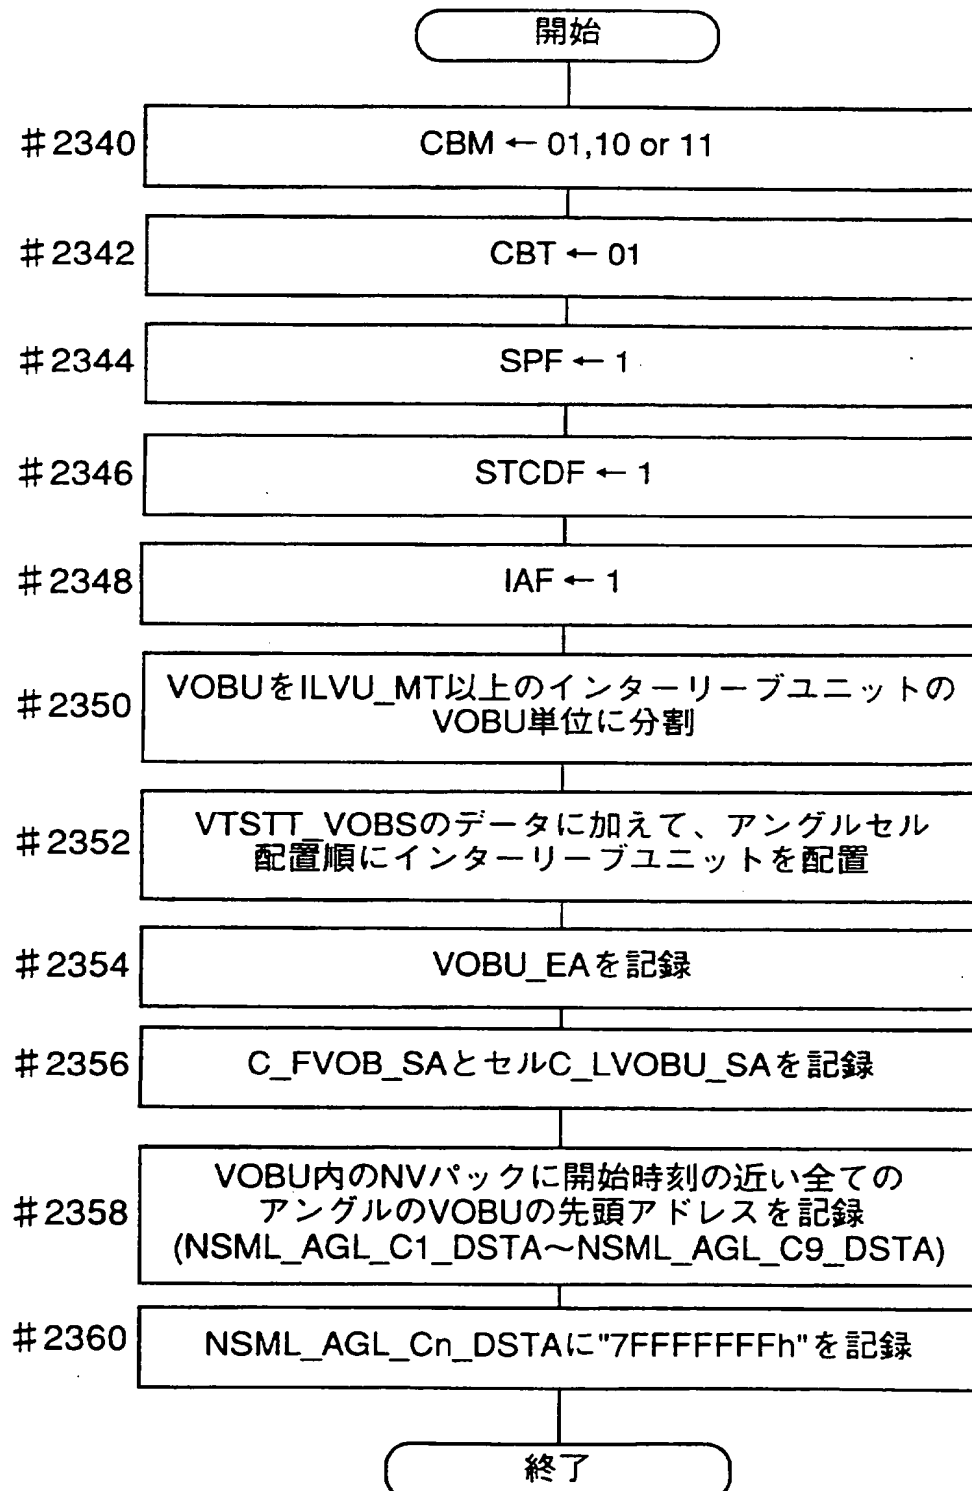 開始
#2340 CBM ← 01,10 or 11
#2342 CBT ← 01
#2344 SPF ← 1
#2346 STCDF ← 1
#2348 IAF ← 1
#2350 VOBUをILVU_MT以上のインターリーブユニットの
VOBU単位に分割
#2352 VTSTT_VOBSのデータに加えて、アングルセル
配置順にインターリーブユニットを配置
#2354 VOBU_EAを記録
#2356 C_FVOB_SAとセルC_LVOBU_SAを記録
#2358 VOBU内のNVパックに開始時刻の近い全ての
アングルのVOBUの先頭アドレスを記録
(NSML_AGL_C1_DSTA～NSML_AGL_C9_DSTA)
#2360 NSML_AGL_Cn_DSTAに"7FFFFFFFh"を記録
終了